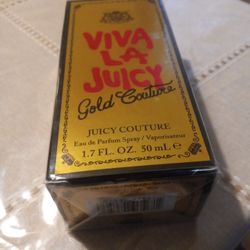 VIVA
LA
JUICY
Gold Couture
JUICY COUTURE
Eau de Parfum Spray / Vaporisateur
1.7 FL. OZ. 50 mL ℮